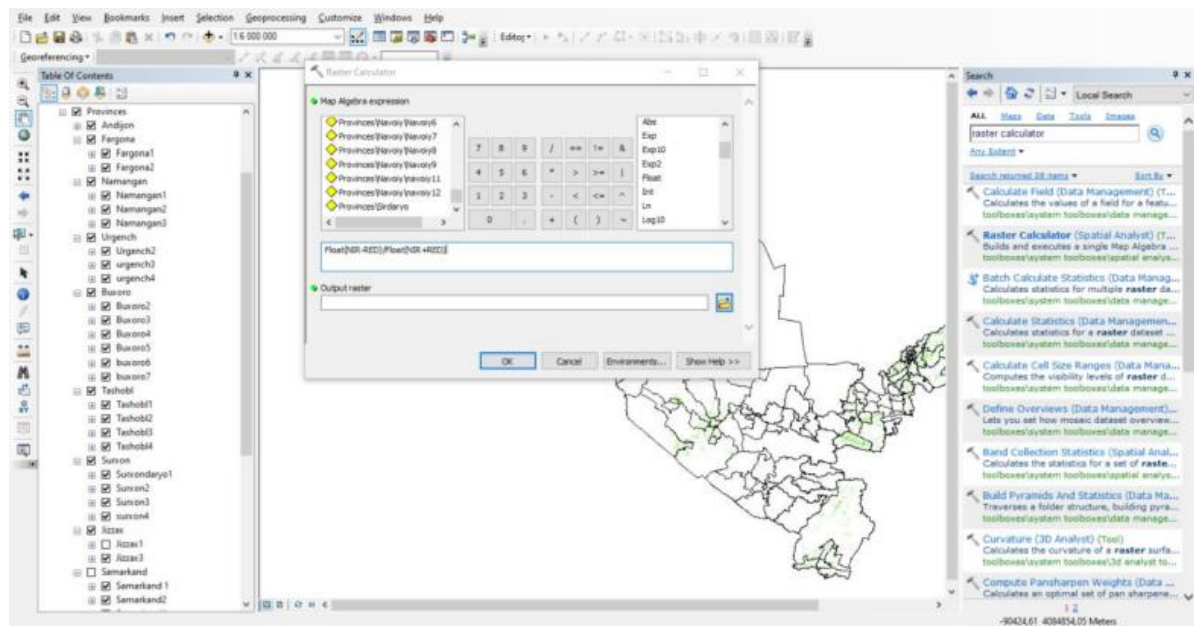 File Edit View Bookmarks Insert Selection Geoprocessing Customize Windows Help
1:6 000 000
Editor
Georeferencing
Table Of Contents
Provinces
Andijon
Fargona
Fargona1
Fargona2
Namangan
Namangan1
Namangan2
Namangan3
Urgench
Urgench2
urgench3
urgench4
Buxoro
Buxoro2
Buxoro3
Buxoro4
Buxoro5
buxoro6
buxoro7
Tashobl
Tashobl1
Tashobl2
Tashobl3
Tashobl4
Surxon
Surxondaryo1
Surxon2
Surxon3
surxon4
Jizzax
Jizzax1
Jizzax3
Samarkand
Samarkand 1
Samarkand2
Raster Calculator
Map Algebra expression
Provinces\Navoiy\Navoiy6
Provinces\Navoiy\Navoiy7
Provinces\Navoiy\Navoiy8
Provinces\Navoiy\navoiy9
Provinces\Navoiy\navoiy11
Provinces\Navoiy\navoiy12
Provinces\Sirdaryo
7 8 9 / == != &
4 5 6 * > >= |
1 2 3 - < <= ^
0 . + ( ) ~
Abs
Exp
Exp10
Exp2
Float
Int
Ln
Log10
Float(NIR-RED)/Float(NIR+RED)
Output raster
OK Cancel Environments... Show Help >>
Search
Local Search
ALL Maps Data Tools Images
raster calculator
Any Extent
Search returned 38 items Sort By
Calculate Field (Data Management) (T...
Calculates the values of a field for a featu...
toolboxes\system toolboxes\data manage...
Raster Calculator (Spatial Analyst) (T...
Builds and executes a single Map Algebra ...
toolboxes\system toolboxes\spatial analys...
Batch Calculate Statistics (Data Manag...
Calculates statistics for multiple raster da...
toolboxes\system toolboxes\data manage...
Calculate Statistics (Data Managemen...
Calculates statistics for a raster dataset ...
toolboxes\system toolboxes\data manage...
Calculate Cell Size Ranges (Data Mana...
Computes the visibility levels of raster d...
toolboxes\system toolboxes\data manage...
Define Overviews (Data Management)...
Lets you set how mosaic dataset overview...
toolboxes\system toolboxes\data manage...
Band Collection Statistics (Spatial Anal...
Calculates the statistics for a set of raste...
toolboxes\system toolboxes\spatial analys...
Build Pyramids And Statistics (Data Ma...
Traverses a folder structure, building pyra...
toolboxes\system toolboxes\data manage...
Curvature (3D Analyst) (Tool)
Calculates the curvature of a raster surfa...
toolboxes\system toolboxes\3d analyst to...
Compute Pansharpen Weights (Data ...
Calculates an optimal set of pan sharpene...
1 2
-90424,61 4084854,05 Meters